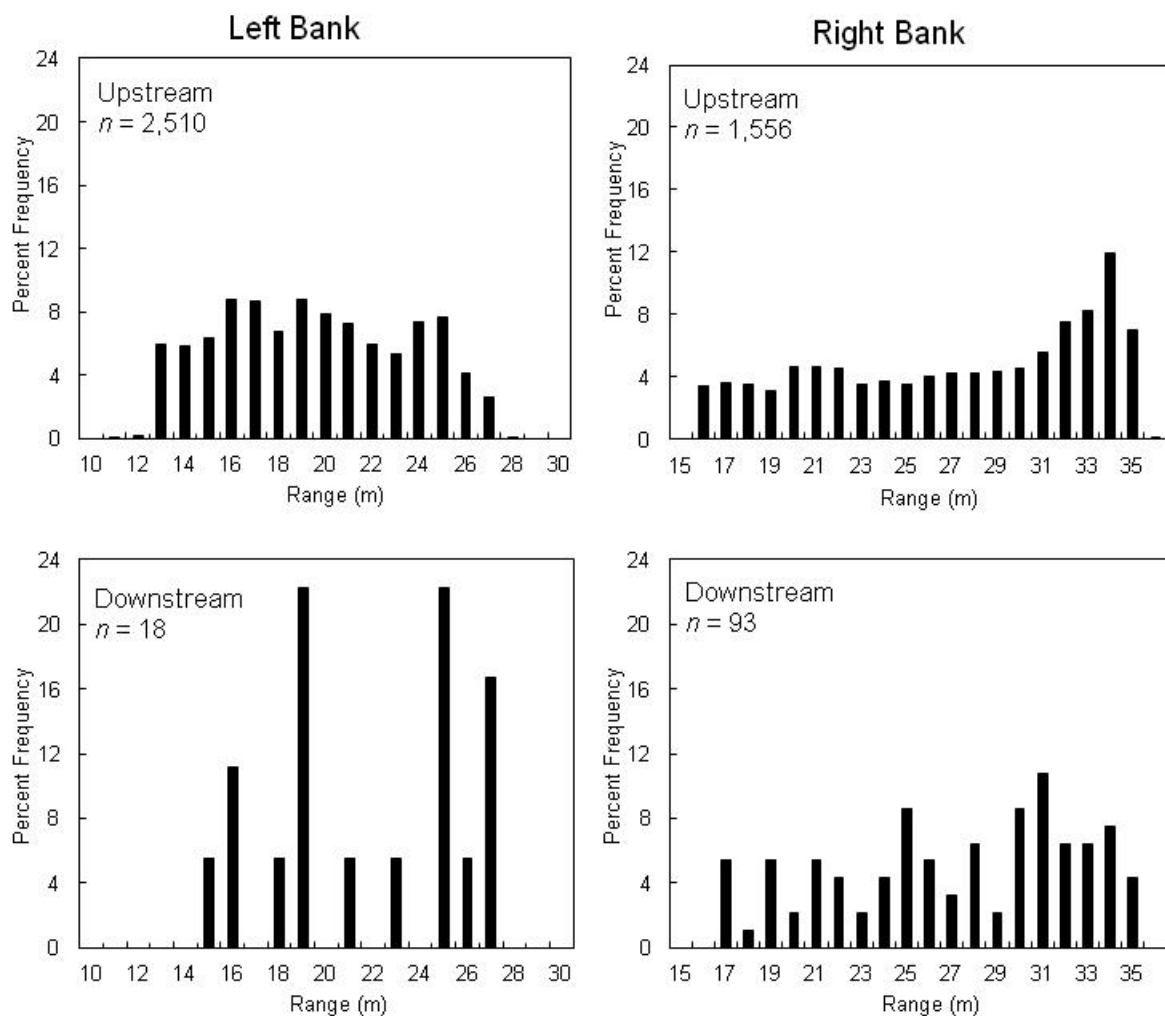 Left Bank
Right Bank
Upstream
n = 2,510
Percent Frequency
24
20
16
12
8
4
0
10 12 14 16 18 20 22 24 26 28 30
Range (m)
Upstream
n = 1,556
Percent Frequency
24
20
16
12
8
4
0
15 17 19 21 23 25 27 29 31 33 35
Range (m)
Downstream
n = 18
Percent Frequency
24
20
16
12
8
4
0
10 12 14 16 18 20 22 24 26 28 30
Range (m)
Downstream
n = 93
Percent Frequency
24
20
16
12
8
4
0
15 17 19 21 23 25 27 29 31 33 35
Range (m)